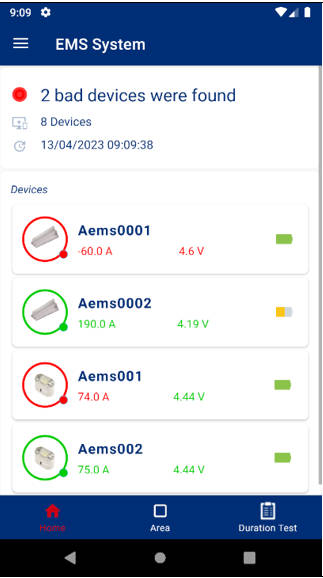 9:09
EMS System
2 bad devices were found
8 Devices
13/04/2023 09:09:38
Devices
Aems0001
-60.0 A 4.6 V
Aems0002
190.0 A 4.19 V
Aems001
74.0 A 4.44 V
Aems002
75.0 A 4.44 V
Home Area Duration Test